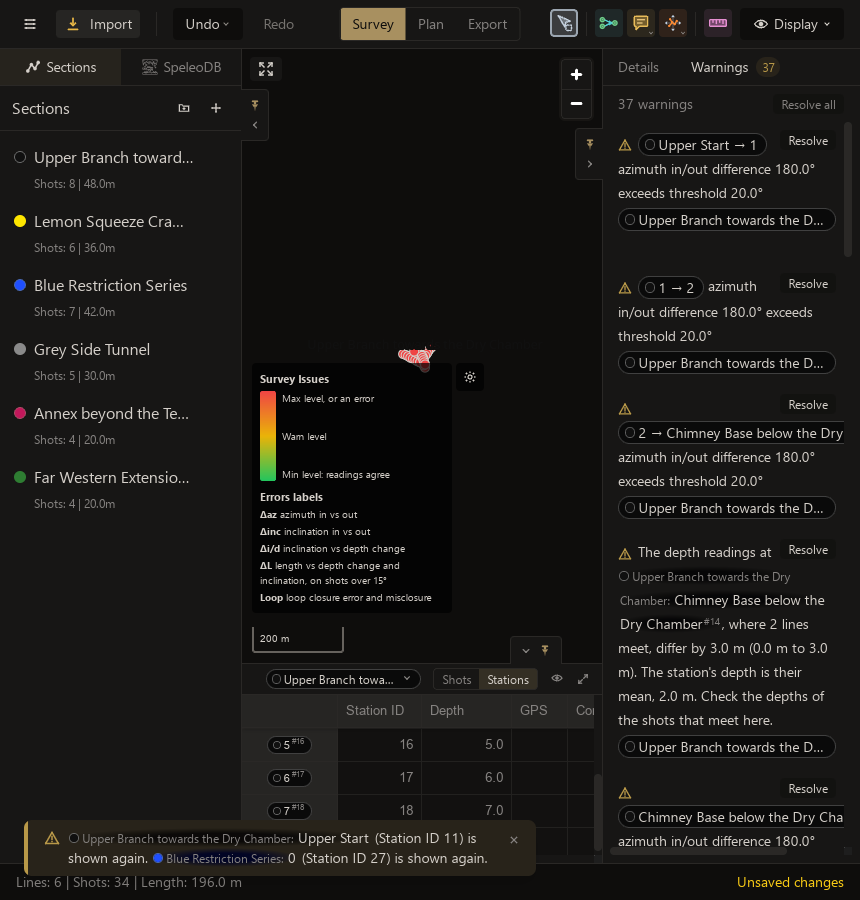 Import
Undo
Redo
Survey
Plan
Export
Display
Sections
SpeleoDB
Details
Warnings
37
Sections
37 warnings
Resolve all
Upper Branch toward...
Shots: 8 | 48.0m
Lemon Squeeze Cra...
Shots: 6 | 36.0m
Blue Restriction Series
Shots: 7 | 42.0m
Grey Side Tunnel
Shots: 5 | 30.0m
Annex beyond the Te...
Shots: 4 | 20.0m
Far Western Extensio...
Shots: 4 | 20.0m
Survey Issues
Max level, or an error
Warn level
Min level: readings agree
Errors labels
Δaz azimuth in vs out
Δinc inclination in vs out
Δi/d inclination vs depth change
ΔL length vs depth change and
inclination, on shots over 15°
Loop loop closure error and misclosure
200 m
Upper Branch towa...
Shots
Stations
Station ID
Depth
GPS
Co
5 #16
16
5.0
6 #17
17
6.0
7 #18
18
7.0
Upper Start → 1
Resolve
azimuth in/out difference 180.0°
exceeds threshold 20.0°
Upper Branch towards the D...
1 → 2 azimuth
Resolve
in/out difference 180.0° exceeds
threshold 20.0°
Upper Branch towards the D...
Resolve
2 → Chimney Base below the Dry
azimuth in/out difference 180.0°
exceeds threshold 20.0°
Upper Branch towards the D...
The depth readings at
Resolve
Upper Branch towards the Dry
Chamber: Chimney Base below the
Dry Chamber#14, where 2 lines
meet, differ by 3.0 m (0.0 m to 3.0
m). The station's depth is their
mean, 2.0 m. Check the depths of
the shots that meet here.
Upper Branch towards the D...
Resolve
Chimney Base below the Dry Cha
azimuth in/out difference 180.0°
Upper Branch towards the Dry Chamber: Upper Start (Station ID 11) is
shown again. Blue Restriction Series: 0 (Station ID 27) is shown again.
Lines: 6 | Shots: 34 | Length: 196.0 m
Unsaved changes